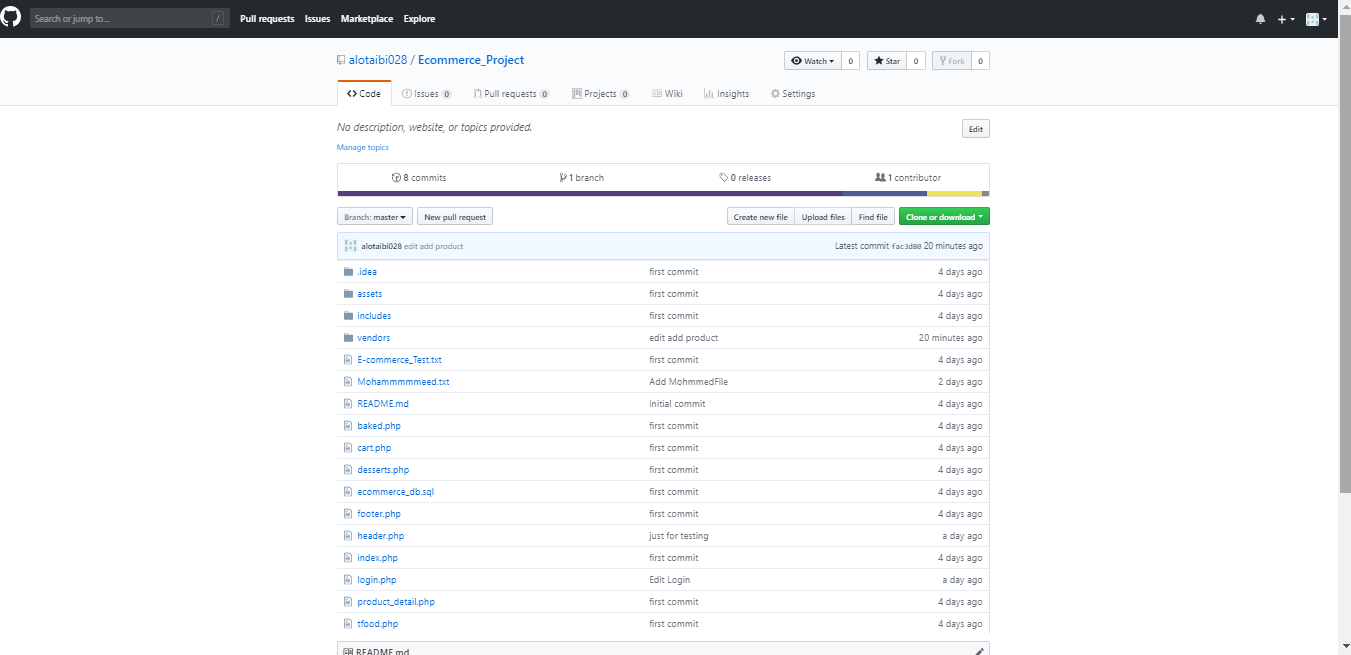 Search or jump to... /
Pull requests Issues Marketplace Explore
alotaibi028 / Ecommerce_Project
Watch 0 Star 0 Fork 0
Code Issues 0 Pull requests 0 Projects 0 Wiki Insights Settings
No description, website, or topics provided.
Edit
Manage topics
8 commits 1 branch 0 releases 1 contributor
Branch: master New pull request Create new file Upload files Find file Clone or download
alotaibi028 edit add product Latest commit fac3d80 20 minutes ago
.idea first commit 4 days ago
assets first commit 4 days ago
includes first commit 4 days ago
vendors edit add product 20 minutes ago
E-commerce_Test.txt first commit 4 days ago
Mohammmmmeed.txt Add MohmmedFile 2 days ago
README.md Initial commit 4 days ago
baked.php first commit 4 days ago
cart.php first commit 4 days ago
desserts.php first commit 4 days ago
ecommerce_db.sql first commit 4 days ago
footer.php first commit 4 days ago
header.php just for testing a day ago
index.php first commit 4 days ago
login.php Edit Login a day ago
product_detail.php first commit 4 days ago
tfood.php first commit 4 days ago
README.md